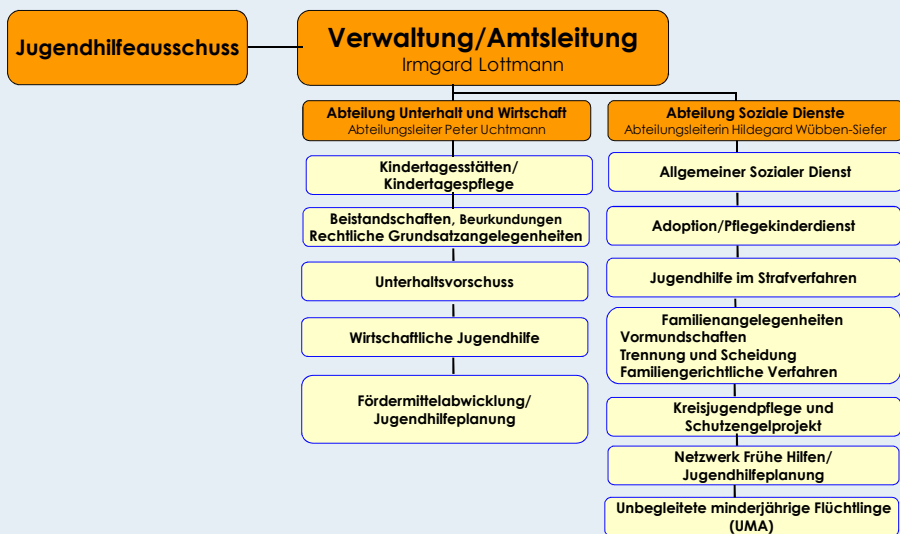 Jugendhilfeausschuss
Verwaltung/Amtsleitung
Irmgard Lottmann
Abteilung Unterhalt und Wirtschaft
Abteilungsleiter Peter Uchtmann
Kindertagesstätten/
Kindertagespflege
Beistandschaften, Beurkundungen
Rechtliche Grundsatzangelegenheiten
Unterhaltsvorschuss
Wirtschaftliche Jugendhilfe
Fördermittelabwicklung/
Jugendhilfeplanung
Abteilung Soziale Dienste
Abteilungsleiterin Hildegard Wübben-Siefer
Allgemeiner Sozialer Dienst
Adoption/Pflegekinderdienst
Jugendhilfe im Strafverfahren
Familienangelegenheiten
Vormundschaften
Trennung und Scheidung
Familiengerichtliche Verfahren
Kreisjugendpflege und
Schutzengelprojekt
Netzwerk Frühe Hilfen/
Jugendhilfeplanung
Unbegleitete minderjährige Flüchtlinge
(UMA)